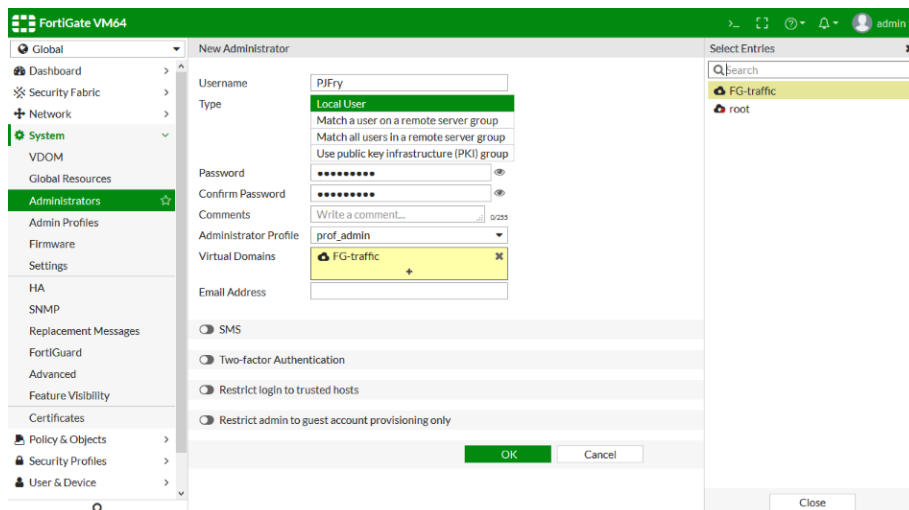 FortiGate VM64
>_
admin
Global
Dashboard
Security Fabric
Network
System
VDOM
Global Resources
Administrators
Admin Profiles
Firmware
Settings
HA
SNMP
Replacement Messages
FortiGuard
Advanced
Feature Visibility
Certificates
Policy & Objects
Security Profiles
User & Device
New Administrator
Username PJFry
Type Local User
Match a user on a remote server group
Match all users in a remote server group
Use public key infrastructure (PKI) group
Password •••••••••
Confirm Password •••••••••
Comments Write a comment... 0/255
Administrator Profile prof_admin
Virtual Domains FG-traffic
+
Email Address
SMS
Two-factor Authentication
Restrict login to trusted hosts
Restrict admin to guest account provisioning only
OK Cancel
Select Entries
Search
FG-traffic
root
Close